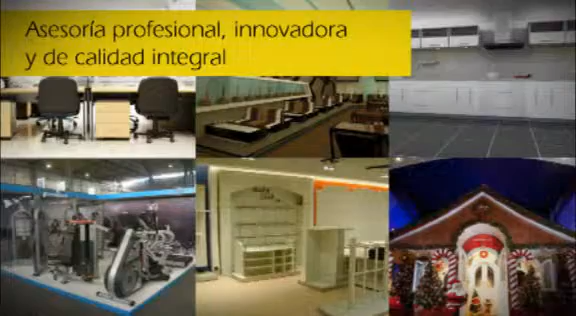 Asesoría profesional, innovadora
y de calidad integral